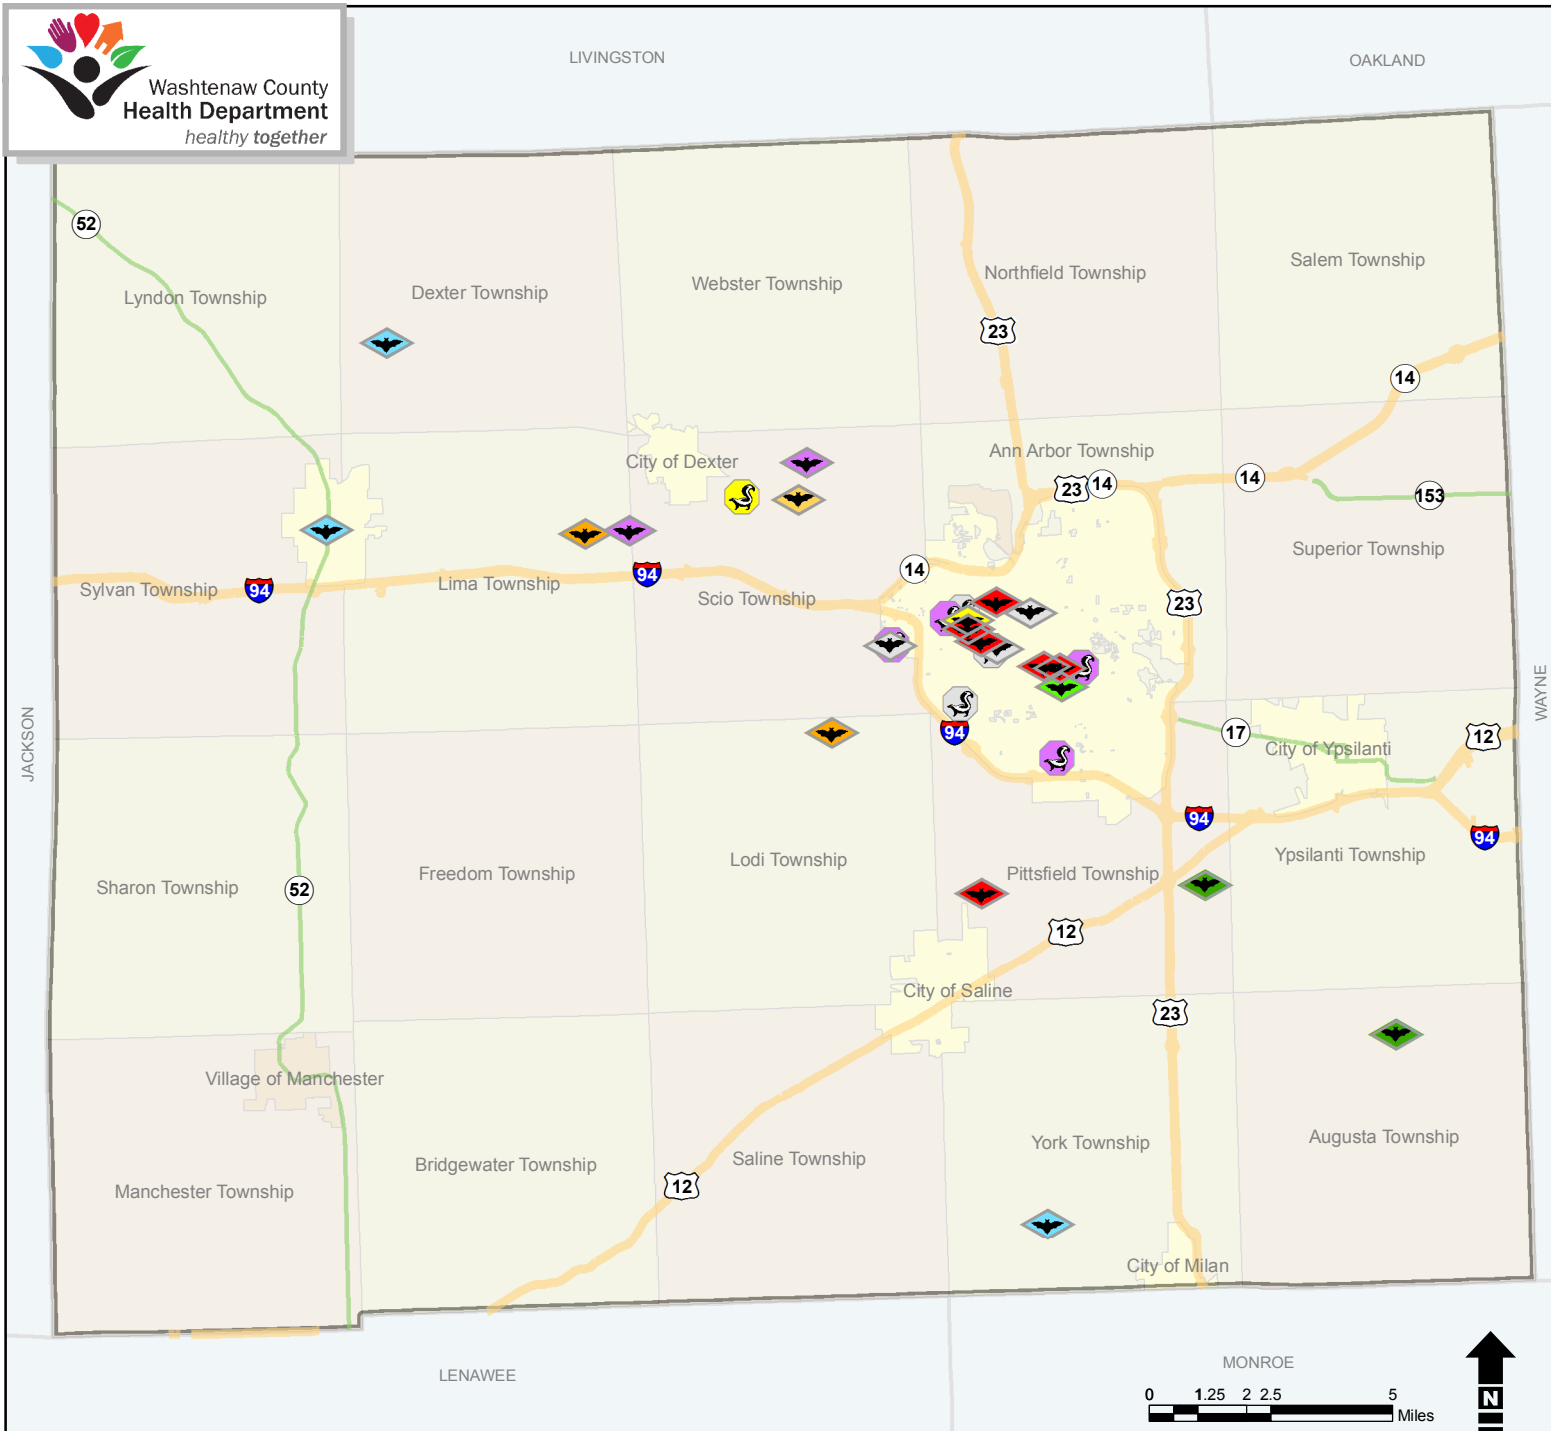 Washtenaw County
Health Department
healthy together
LIVINGSTON
OAKLAND
52
Lyndon Township
Dexter Township
Webster Township
Northfield Township
Salem Township
23
14
City of Dexter
Ann Arbor Township
23
14
14
153
Sylvan Township
94
Lima Township
94
Scio Township
14
Superior Township
23
JACKSON
WAYNE
94
17
City of Ypsilanti
12
94
94
Sharon Township
52
Freedom Township
Lodi Township
Pittsfield Township
Ypsilanti Township
12
City of Saline
23
Village of Manchester
Manchester Township
Bridgewater Township
12
Saline Township
York Township
Augusta Township
City of Milan
LENAWEE
MONROE
0 1.25 2 2.5 5
Miles
N